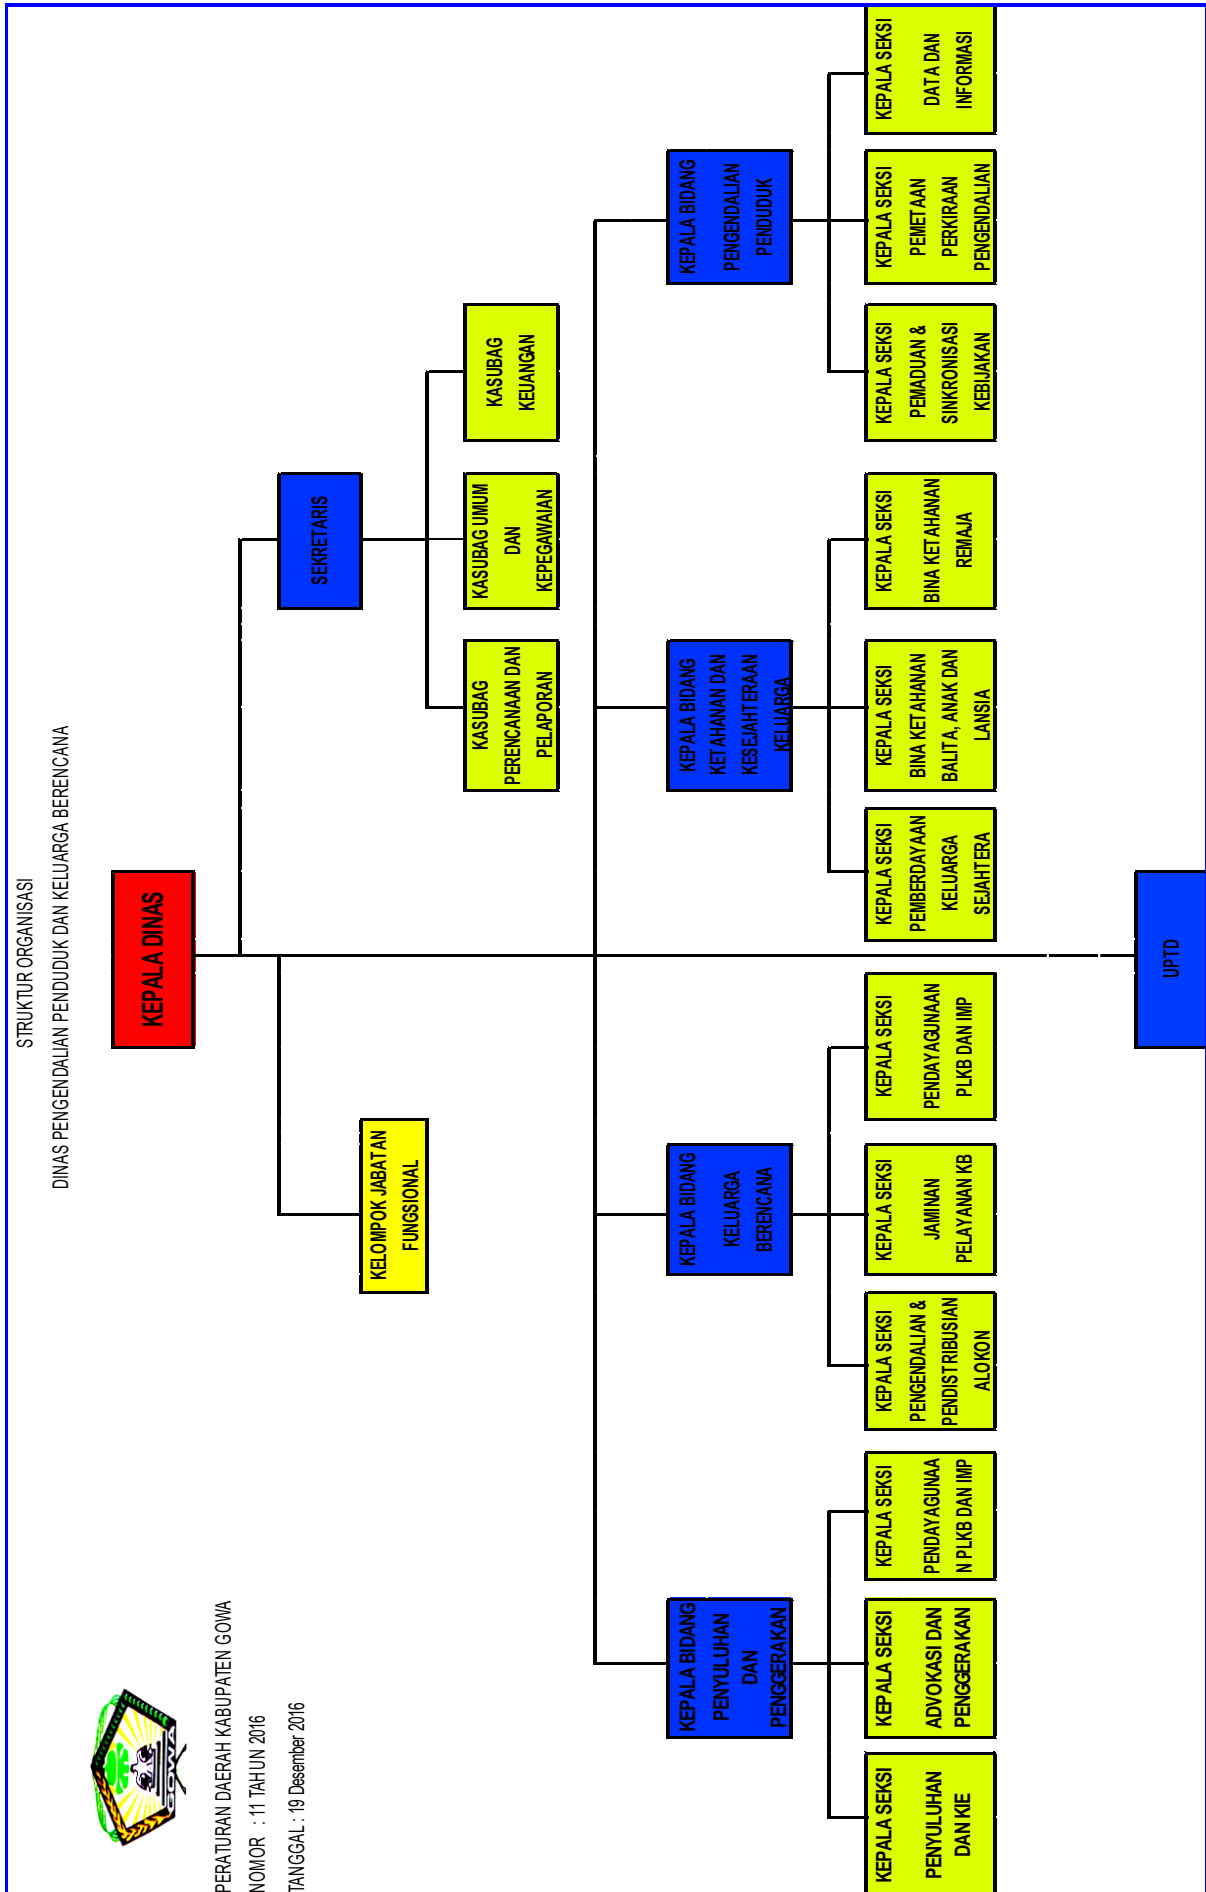 STRUKTUR ORGANISASI
DINAS PENGENDALIAN PENDUDUK DAN KELUARGA BERENCANA
GOWA
PERATURAN DAERAH KABUPATEN GOWA
NOMOR : 11 TAHUN 2016
TANGGAL : 19 Desember 2016
KEPALA DINAS
SEKRETARIS
KELOMPOK JABATAN
FUNGSIONAL
KASUBAG
PERENCANAAN DAN
PELAPORAN
KASUBAG UMUM
DAN
KEPEGAWAIAN
KASUBAG
KEUANGAN
KEPALA BIDANG
PENYULUHAN
DAN
PENGGERAKAN
KEPALA BIDANG
KELUARGA
BERENCANA
KEPALA BIDANG
KETAHANAN DAN
KESEJAHTERAAN
KELUARGA
KEPALA BIDANG
PENGENDALIAN
PENDUDUK
KEPALA SEKSI
PENYULUHAN
DAN KIE
KEPALA SEKSI
ADVOKASI DAN
PENGGERAKAN
KEPALA SEKSI
PENDAYAGUNAA
N PLKB DAN IMP
KEPALA SEKSI
PENGENDALIAN &
PENDISTRIBUSIAN
ALOKON
KEPALA SEKSI
JAMINAN
PELAYANAN KB
KEPALA SEKSI
PENDAYAGUNAAN
PLKB DAN IMP
KEPALA SEKSI
PEMBERDAYAAN
KELUARGA
SEJAHTERA
KEPALA SEKSI
BINA KETAHANAN
BALITA, ANAK DAN
LANSIA
KEPALA SEKSI
BINA KETAHANAN
REMAJA
KEPALA SEKSI
PEMADUAN &
SINKRONISASI
KEBIJAKAN
KEPALA SEKSI
PEMETAAN
PERKIRAAN
PENGENDALIAN
KEPALA SEKSI
DATA DAN
INFORMASI
UPTD